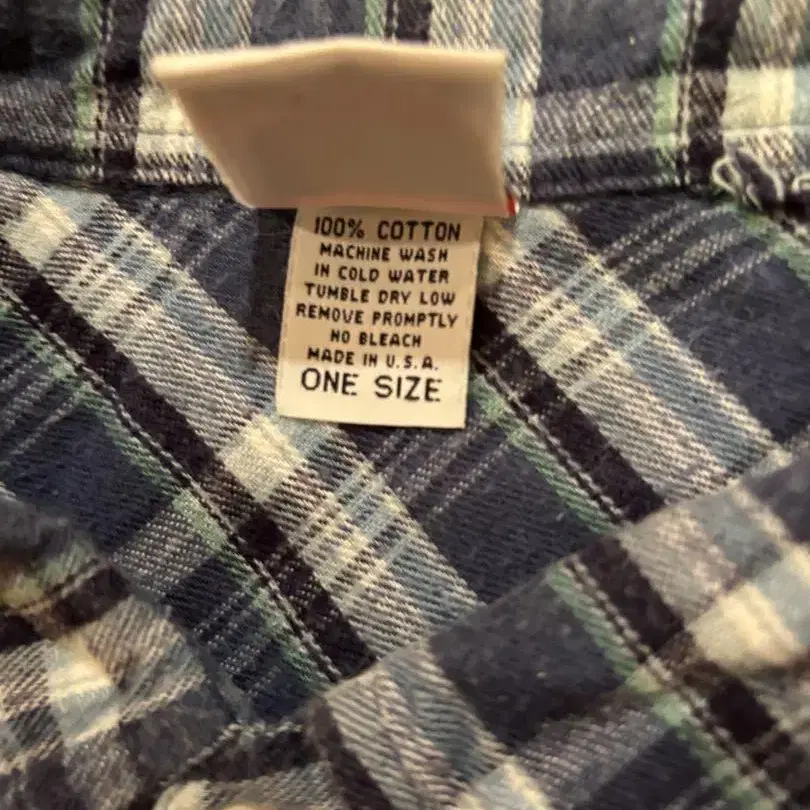 100% COTTON
MACHINE WASH
IN COLD WATER
TUMBLE DRY LOW
REMOVE PROMPTLY
NO BLEACH
MADE IN U.S.A.
ONE SIZE